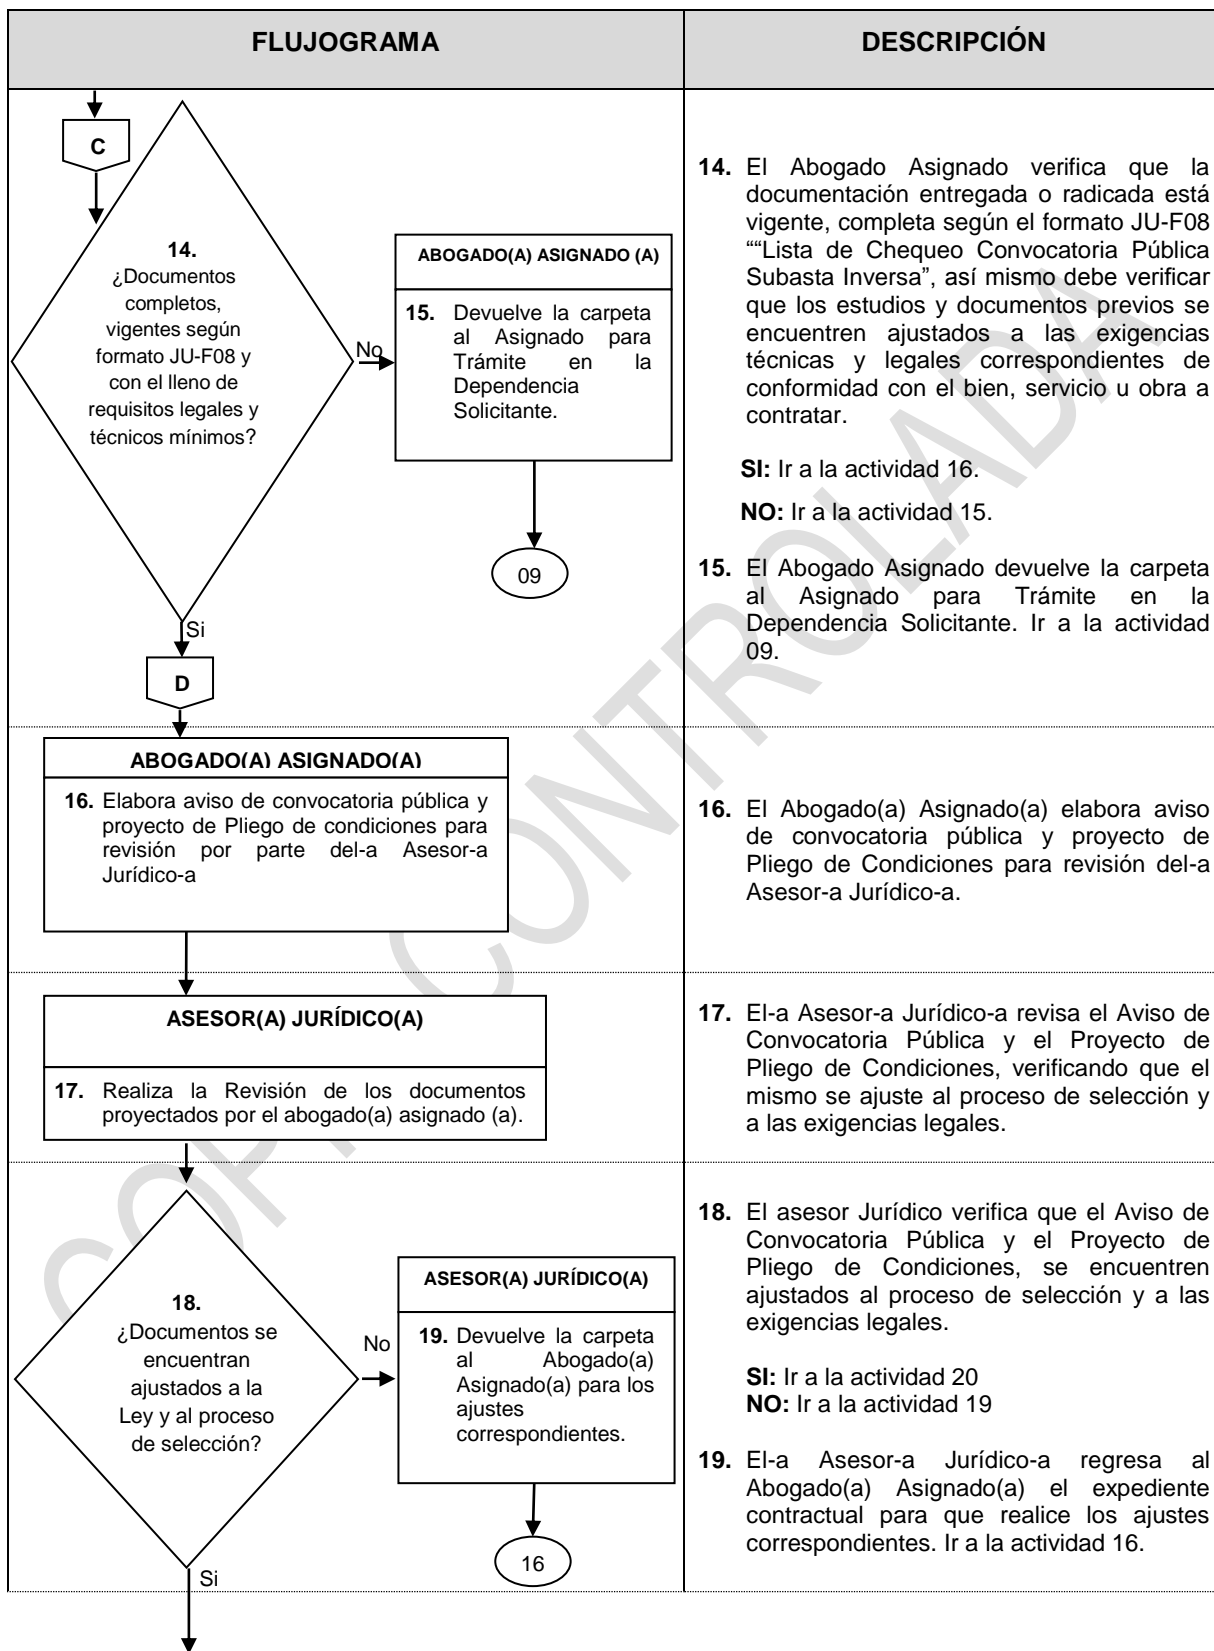 FLUJOGRAMA
DESCRIPCIÓN
C
14.
¿Documentos
completos,
vigentes según
formato JU-F08 y
con el lleno de
requisitos legales y
técnicos mínimos?
No
ABOGADO(A) ASIGNADO (A)
15. Devuelve la carpeta
al Asignado para
Trámite en la
Dependencia
Solicitante.
09
Si
D
14. El Abogado Asignado verifica que la
documentación entregada o radicada está
vigente, completa según el formato JU-F08
““Lista de Chequeo Convocatoria Pública
Subasta Inversa”, así mismo debe verificar
que los estudios y documentos previos se
encuentren ajustados a las exigencias
técnicas y legales correspondientes de
conformidad con el bien, servicio u obra a
contratar.
SI: Ir a la actividad 16.
NO: Ir a la actividad 15.
15. El Abogado Asignado devuelve la carpeta
al Asignado para Trámite en la
Dependencia Solicitante. Ir a la actividad
09.
ABOGADO(A) ASIGNADO(A)
16. Elabora aviso de convocatoria pública y
proyecto de Pliego de condiciones para
revisión por parte del-a Asesor-a
Jurídico-a
16. El Abogado(a) Asignado(a) elabora aviso
de convocatoria pública y proyecto de
Pliego de Condiciones para revisión del-a
Asesor-a Jurídico-a.
ASESOR(A) JURÍDICO(A)
17. Realiza la Revisión de los documentos
proyectados por el abogado(a) asignado (a).
17. El-a Asesor-a Jurídico-a revisa el Aviso de
Convocatoria Pública y el Proyecto de
Pliego de Condiciones, verificando que el
mismo se ajuste al proceso de selección y
a las exigencias legales.
18.
¿Documentos se
encuentran
ajustados a la
Ley y al proceso
de selección?
No
ASESOR(A) JURÍDICO(A)
19. Devuelve la carpeta
al Abogado(a)
Asignado(a) para los
ajustes
correspondientes.
16
Si
18. El asesor Jurídico verifica que el Aviso de
Convocatoria Pública y el Proyecto de
Pliego de Condiciones, se encuentren
ajustados al proceso de selección y a las
exigencias legales.
SI: Ir a la actividad 20
NO: Ir a la actividad 19
19. El-a Asesor-a Jurídico-a regresa al
Abogado(a) Asignado(a) el expediente
contractual para que realice los ajustes
correspondientes. Ir a la actividad 16.
COPIA CONTROLADA